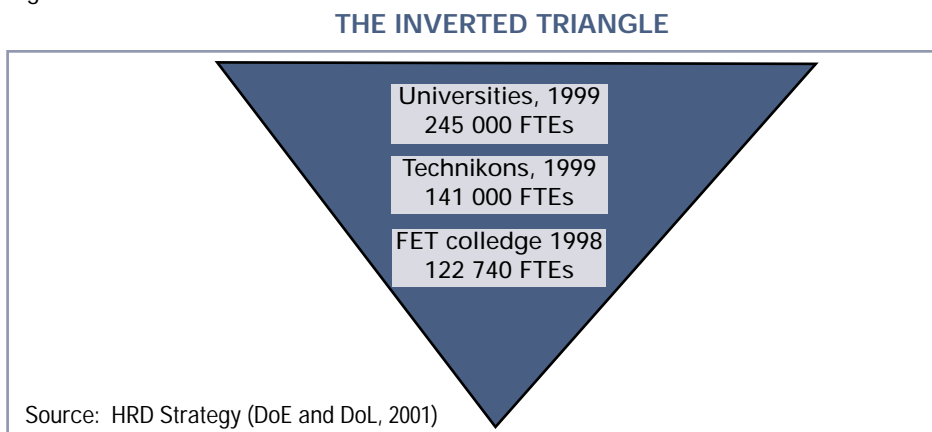 THE INVERTED TRIANGLE
Universities, 1999
245 000 FTEs
Technikons, 1999
141 000 FTEs
FET colledge 1998
122 740 FTEs
Source: HRD Strategy (DoE and DoL, 2001)